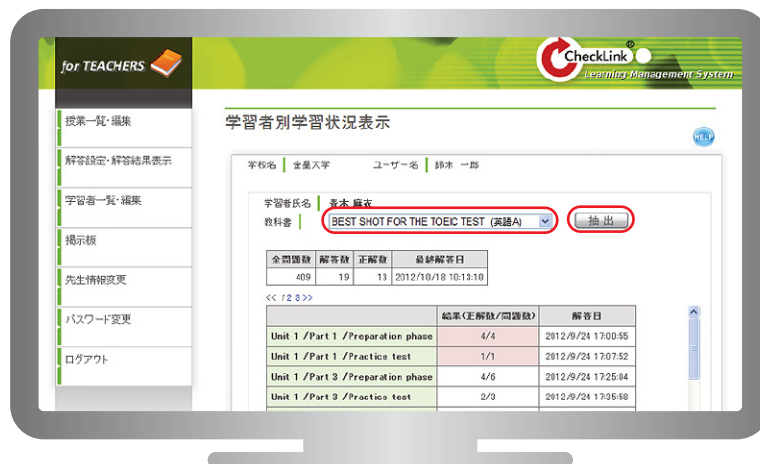 for TEACHERS
CheckLink
Learning Management System
授業一覧・編集
解答設定・解答結果表示
学習者一覧・編集
掲示板
先生情報変更
パスワード変更
ログアウト
学習者別学習状況表示
HELP
学校名 金星大学 ユーザー名 鈴木 一郎
学習者氏名 青木 麻衣
教科書 BEST SHOT FOR THE TOEIC TEST (英語A) 抽出
全問題数 解答数 正解数 最終解答日
409 19 13 2012/10/18 10:13:10
<< 1 2 3 >>
結果(正解数/問題数) 解答日
Unit 1 /Part 1 /Preparation phase 4/4 2012/9/24 17:00:55
Unit 1 /Part 1 /Practice test 1/1 2012/9/24 17:07:52
Unit 1 /Part 3 /Preparation phase 4/6 2012/9/24 17:25:04
Unit 1 /Part 3 /Practice test 2/3 2012/9/24 17:35:58